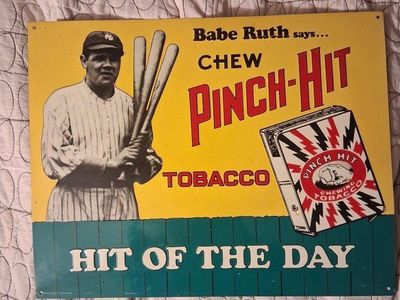 Babe Ruth says...
CHEW
PINCH-HIT
TOBACCO
PINCH HIT
CHEWING
TOBACCO
HIT OF THE DAY